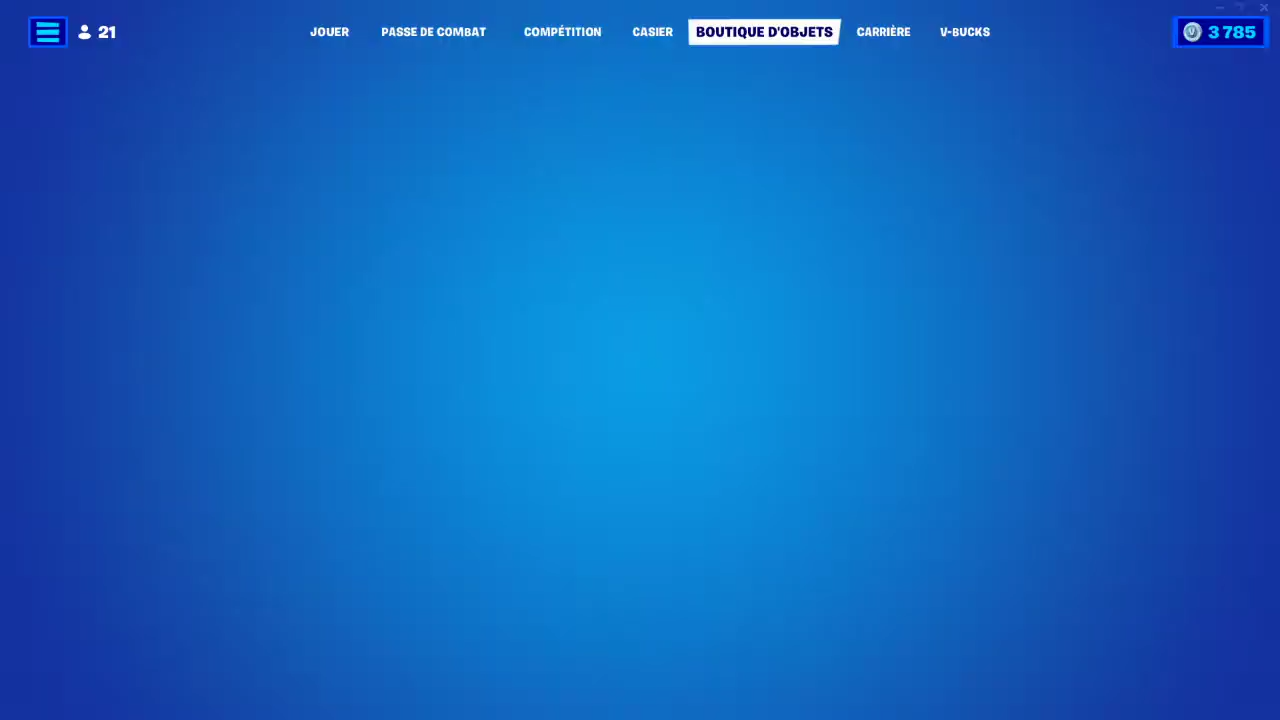 21 JOUER PASSE DE COMBAT COMPÉTITION CASIER BOUTIQUE D'OBJETS CARRIÈRE V-BUCKS 3 785